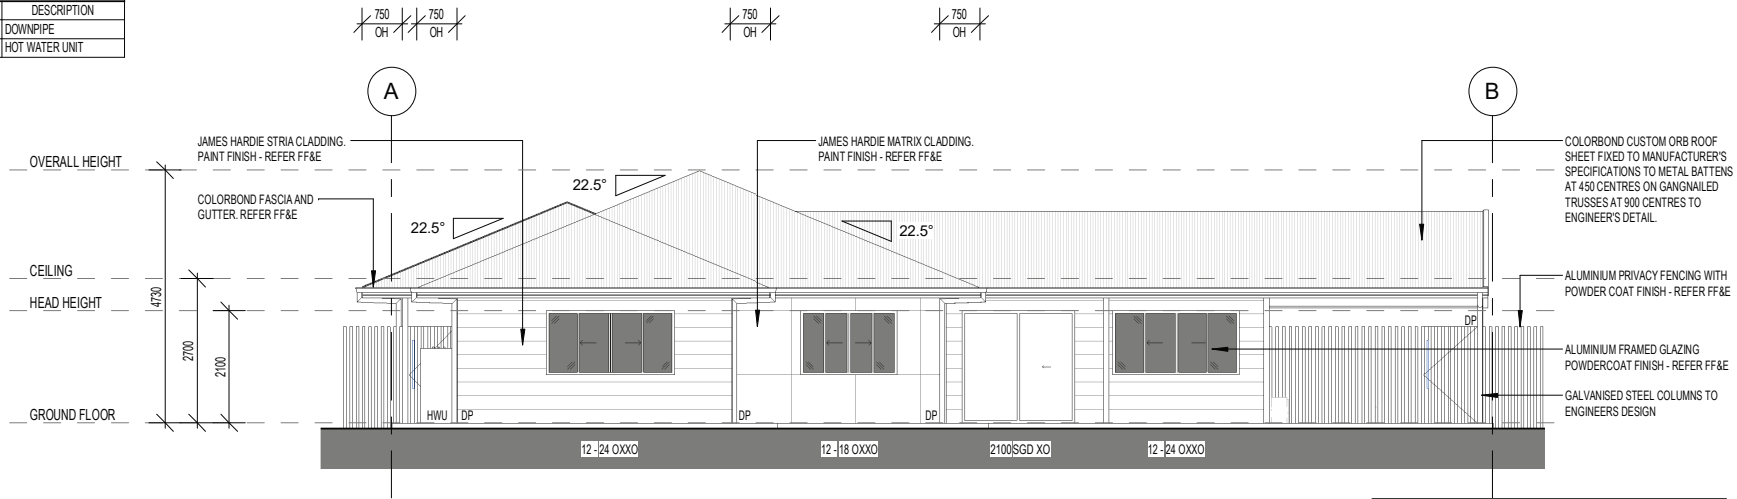 DESCRIPTION
DOWNPIPE
HOT WATER UNIT
750
OH
750
OH
750
OH
750
OH
A
B
JAMES HARDIE STRIA CLADDING.
PAINT FINISH - REFER FF&E
JAMES HARDIE MATRIX CLADDING.
PAINT FINISH - REFER FF&E
COLORBOND CUSTOM ORB ROOF
SHEET FIXED TO MANUFACTURER'S
SPECIFICATIONS TO METAL BATTENS
AT 450 CENTRES ON GANGNAILED
TRUSSES AT 900 CENTRES TO
ENGINEER'S DETAIL.
OVERALL HEIGHT
COLORBOND FASCIA AND
GUTTER. REFER FF&E
22.5°
22.5°
22.5°
CEILING
HEAD HEIGHT
4730
2700
2100
ALUMINIUM PRIVACY FENCING WITH
POWDER COAT FINISH - REFER FF&E
DP
ALUMINIUM FRAMED GLAZING
POWDERCOAT FINISH - REFER FF&E
GALVANISED STEEL COLUMNS TO
ENGINEERS DESIGN
GROUND FLOOR
HWU
DP
DP
DP
12 - 24 OXXO
12 - 18 OXXO
2100 SGD XO
12 - 24 OXXO